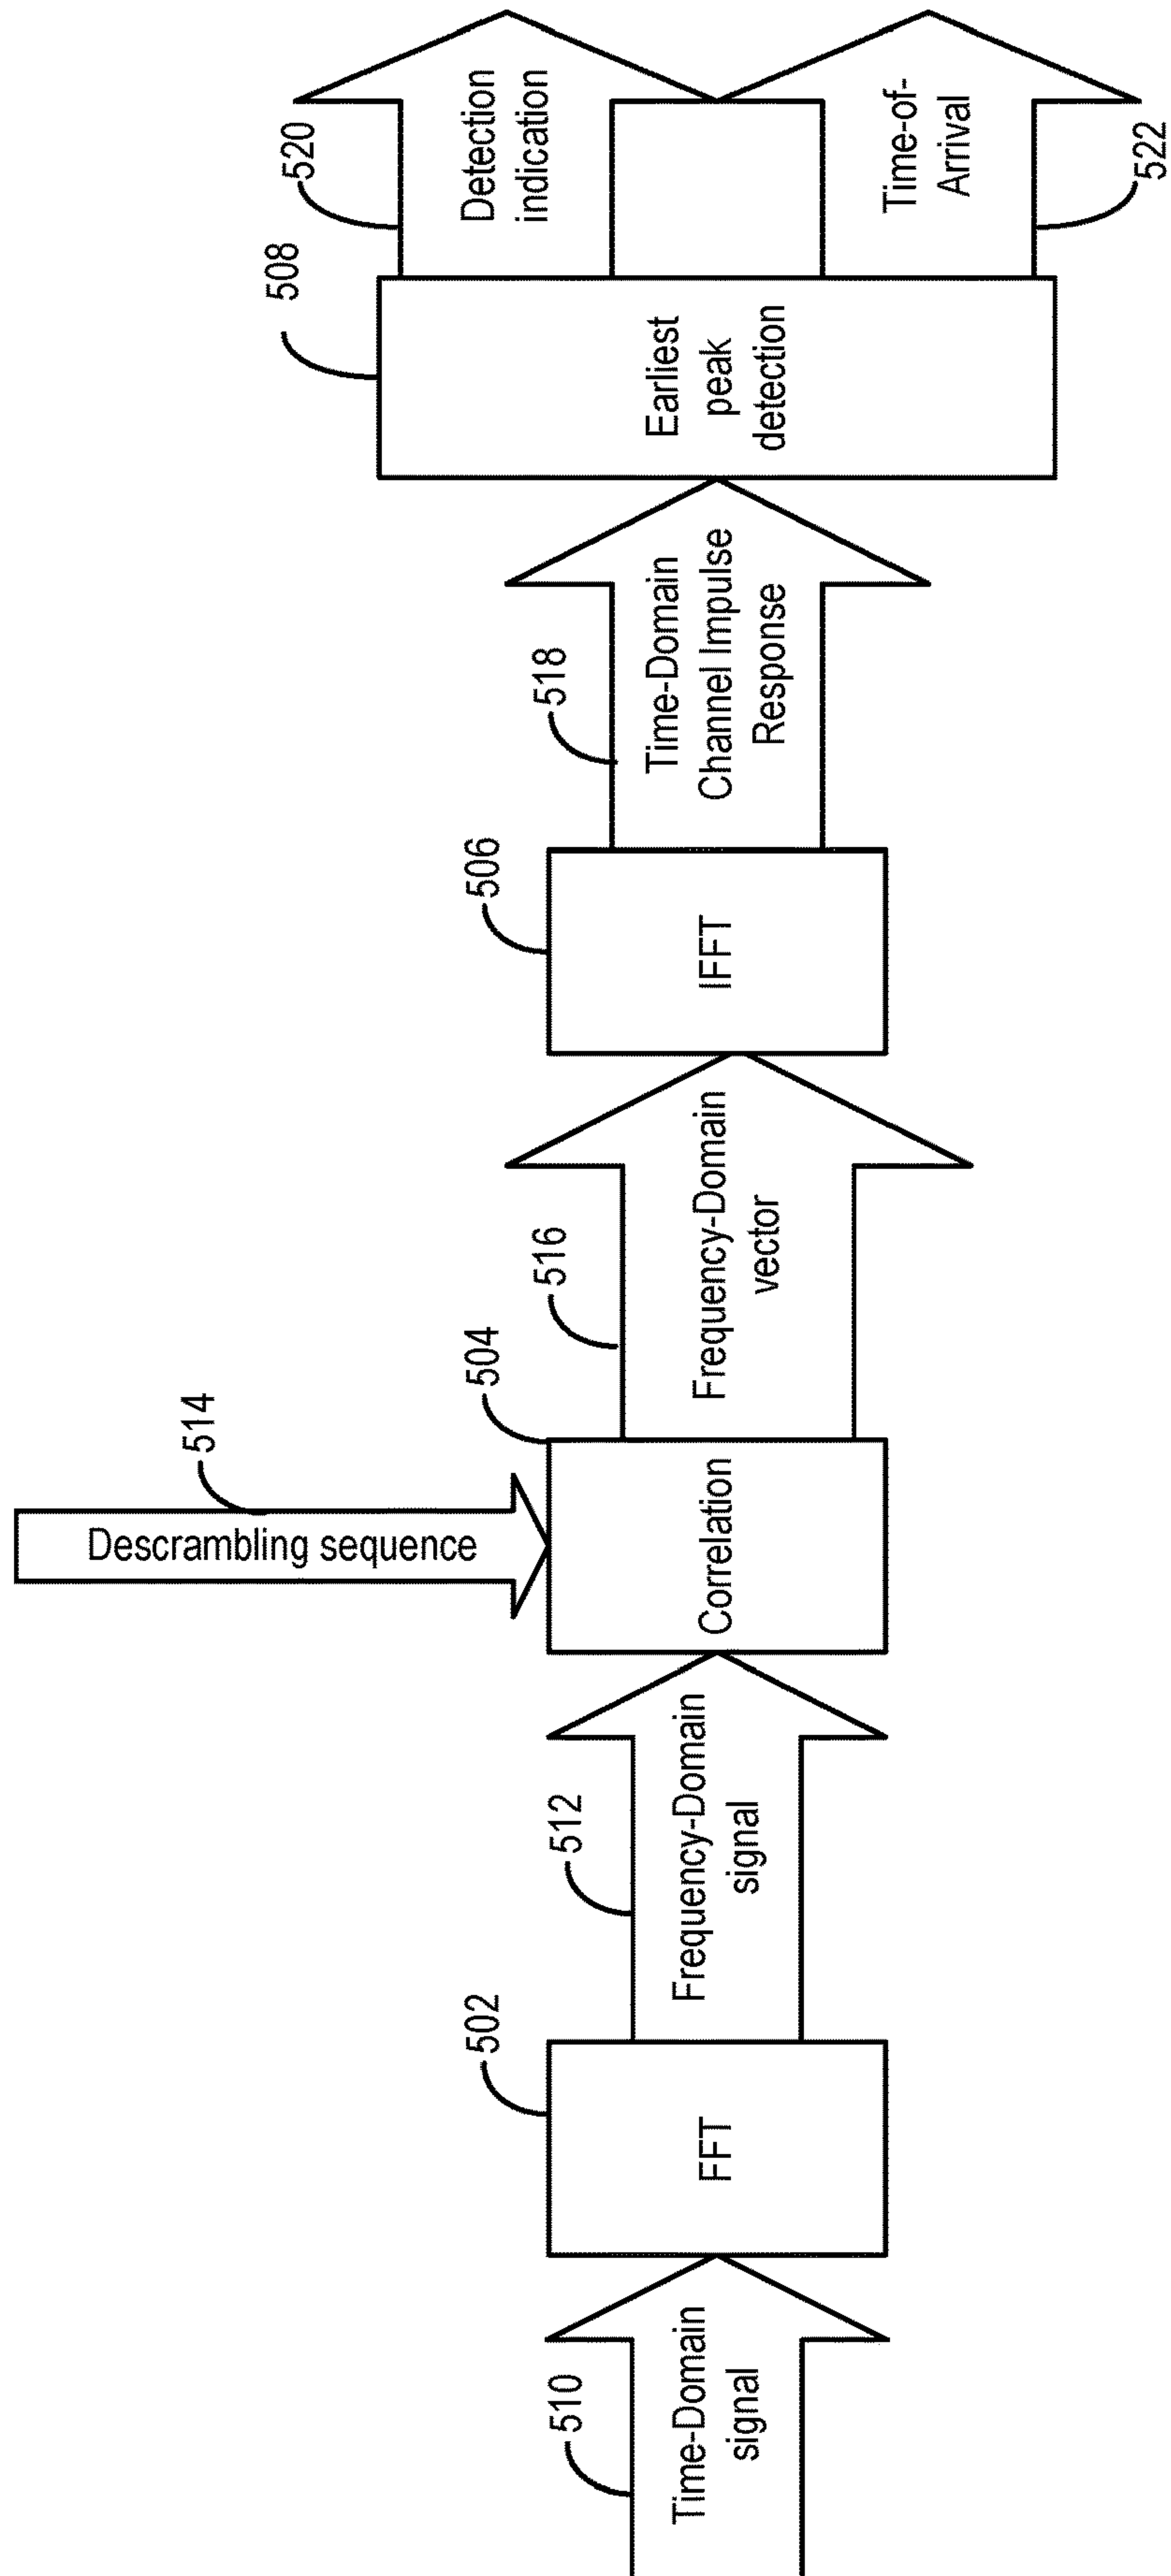 510
Time-Domain
signal
502
FFT
512
Frequency-Domain
signal
514
Descrambling sequence
504
Correlation
516
Frequency-Domain
vector
506
IFFT
518
Time-Domain
Channel Impulse
Response
508
Earliest
peak
detection
520
Detection
indication
Time-of-
Arrival
522